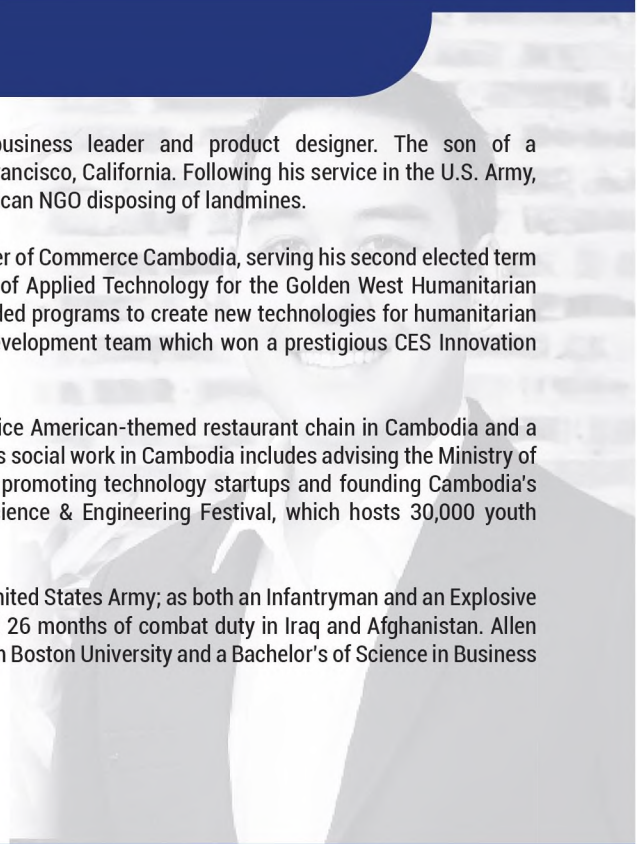 business leader and product designer. The son of a
rancisco, California. Following his service in the U.S. Army,
can NGO disposing of landmines.
er of Commerce Cambodia, serving his second elected term
of Applied Technology for the Golden West Humanitarian
ded programs to create new technologies for humanitarian
evelopment team which won a prestigious CES Innovation
ice American-themed restaurant chain in Cambodia and a
s social work in Cambodia includes advising the Ministry of
promoting technology startups and founding Cambodia's
cience & Engineering Festival, which hosts 30,000 youth
nited States Army; as both an Infantryman and an Explosive
26 months of combat duty in Iraq and Afghanistan. Allen
n Boston University and a Bachelor's of Science in Business